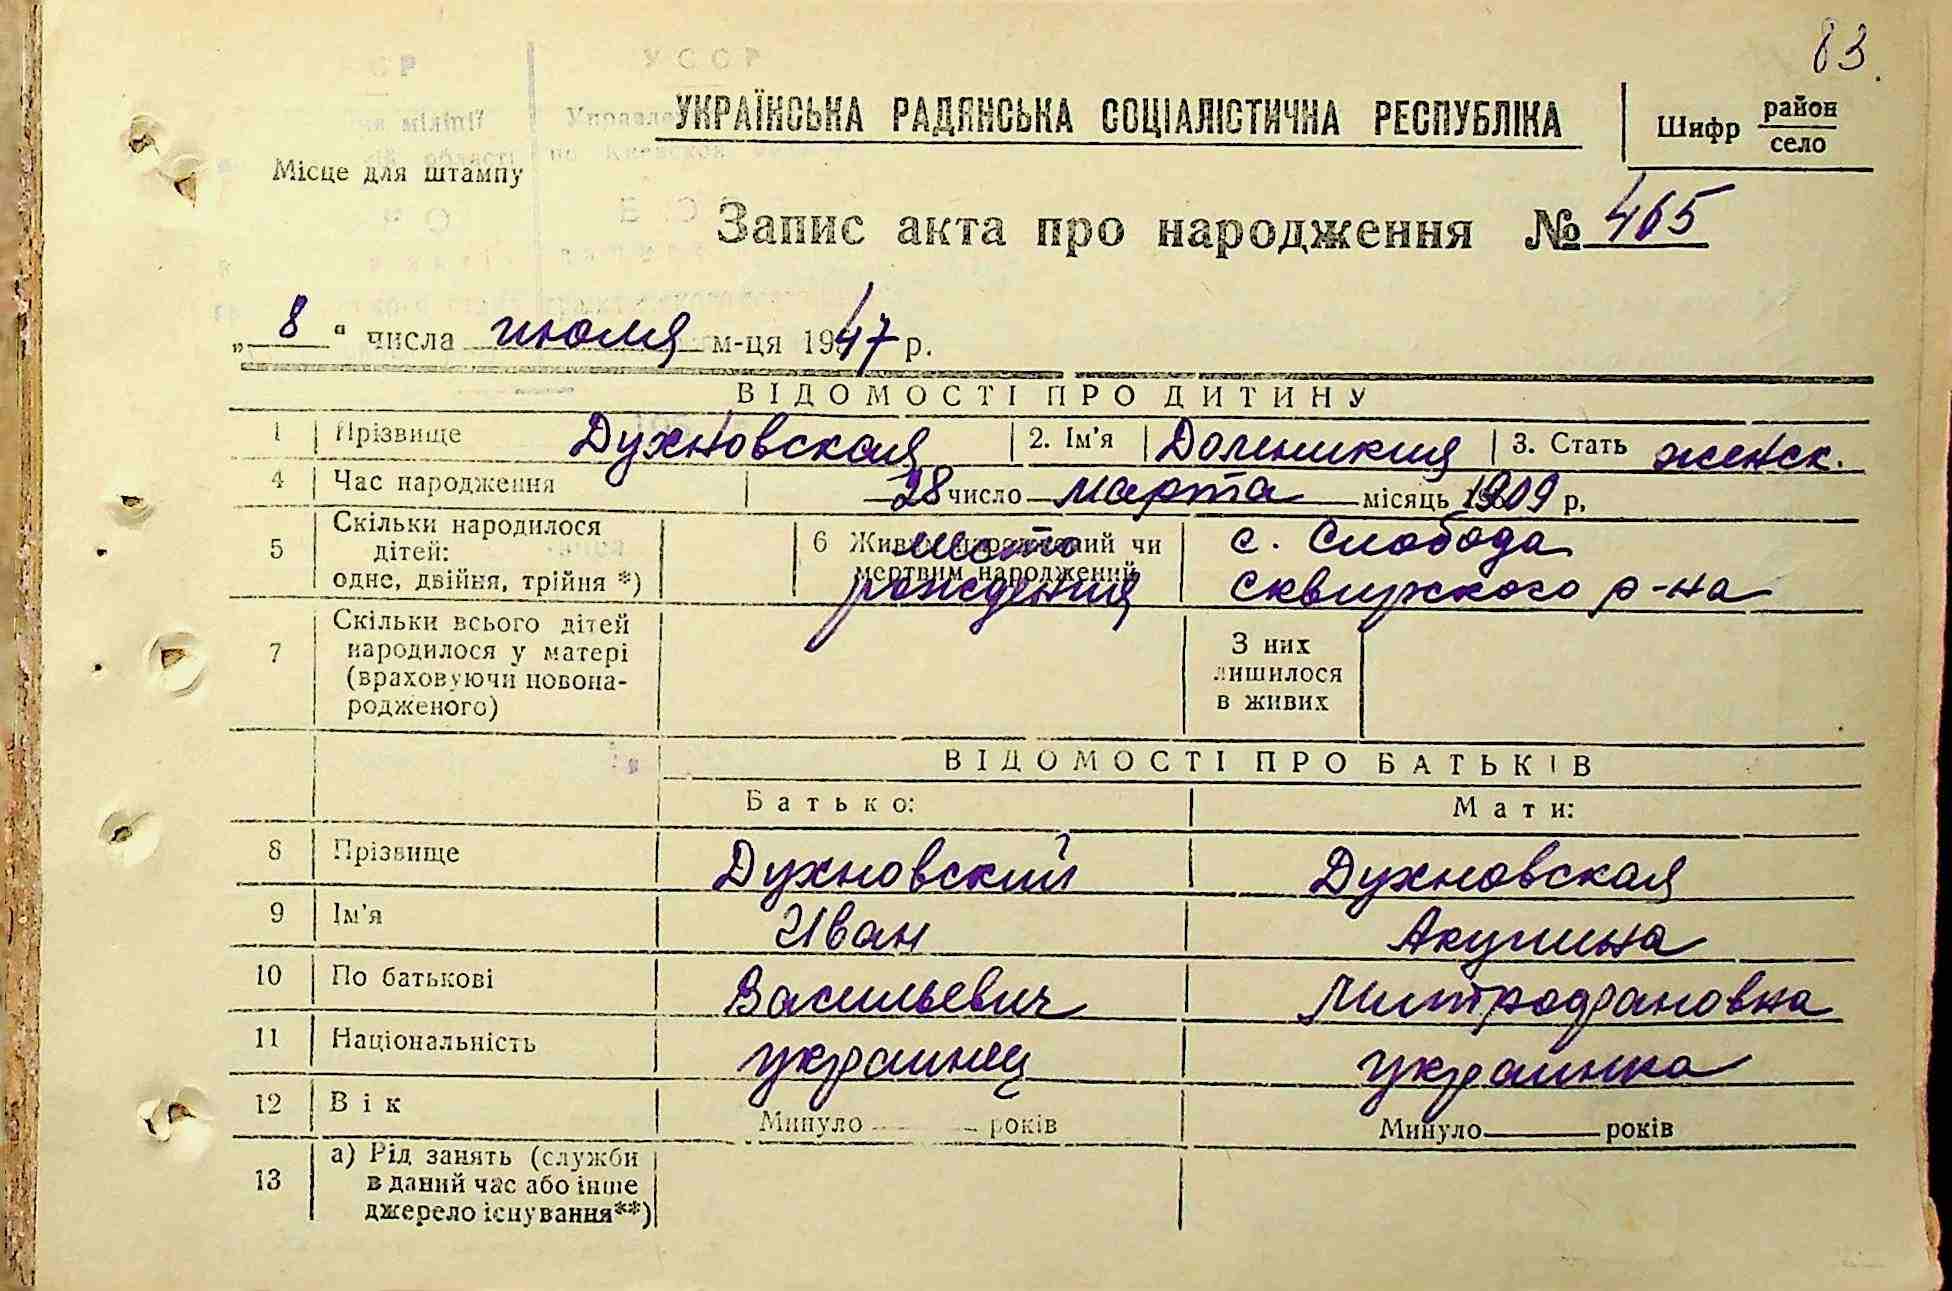 83.
УКРАЇНСЬКА РАДЯНСЬКА СОЦІАЛІСТИЧНА РЕСПУБЛІКА
Шифр район
село
Місце для штампу
Запис акта про народження № 465
„ 8 “ числа июля м-ця 1947 р.
ВІДОМОСТІ ПРО ДИТИНУ
1 Прізвище Духновская 2. Ім'я Доминикия 3. Стать женск.
4 Час народження 28 число марта місяць 1909 р,
5 Скільки народилося дітей: одне, двійня, трійня *)
6 Живим народжений чи мертвим народжений
место рождения
с. Слобода
Сквирского р-на
7 Скільки всього дітей народилося у матері (враховуючи новонародженого)
З них лишилося в живих
ВІДОМОСТІ ПРО БАТЬКІВ
Батько: Мати:
8 Прізвище Духновский Духновская
9 Ім'я Иван Акулина
10 По батькові Васильевич Митрофановна
11 Національність украинец украинка
12 Вік Минуло років Минуло років
13 а) Рід занять (служби в даний час або інше джерело існування**)